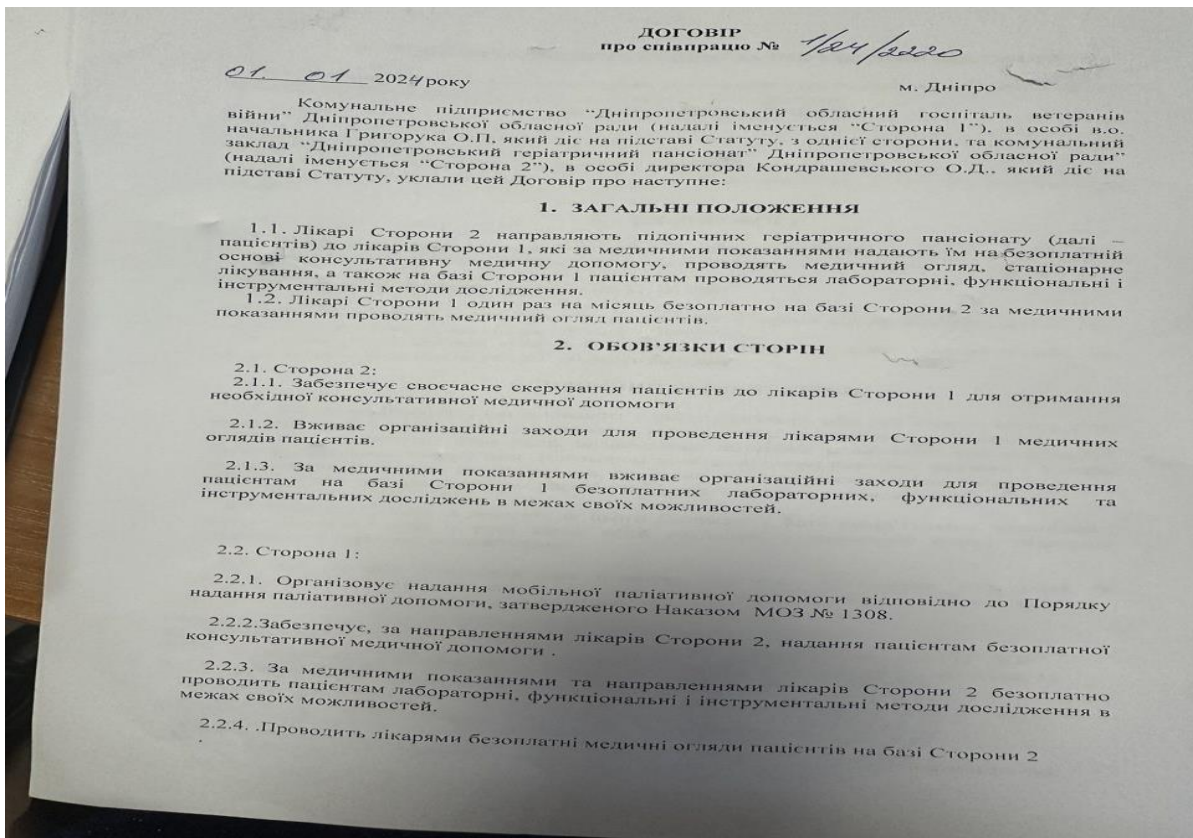 ДОГОВІР
про співпрацю № 1/24/2220
01. 01 2024 року
м. Дніпро
Комунальне підприємство “Дніпропетровський обласний госпіталь ветеранів
війни” Дніпропетровської обласної ради (надалі іменується “Сторона 1”), в особі в.о.
начальника Григорука О.П, який діє на підставі Статуту, з однієї сторони, та комунальний
заклад “Дніпропетровський геріатричний пансіонат” Дніпропетровської обласної ради”
(надалі іменується “Сторона 2”), в особі директора Кондрашевського О.Д., який діє на
підставі Статуту, уклали цей Договір про наступне:
1. ЗАГАЛЬНІ ПОЛОЖЕННЯ
1.1. Лікарі Сторони 2 направляють підопічних геріатричного пансіонату (далі –
пацієнтів) до лікарів Сторони 1, які за медичними показаннями надають їм на безоплатній
основі консультативну медичну допомогу, проводять медичний огляд, стаціонарне
лікування, а також на базі Сторони 1 пацієнтам проводяться лабораторні, функціональні і
інструментальні методи дослідження.
1.2. Лікарі Сторони 1 один раз на місяць безоплатно на базі Сторони 2 за медичними
показаннями проводять медичний огляд пацієнтів.
2. ОБОВ’ЯЗКИ СТОРІН
2.1. Сторона 2:
2.1.1. Забезпечує своєчасне скерування пацієнтів до лікарів Сторони 1 для отримання
необхідної консультативної медичної допомоги
2.1.2. Вживає організаційні заходи для проведення лікарями Сторони 1 медичних
оглядів пацієнтів.
2.1.3. За медичними показаннями вживає організаційні заходи для проведення
пацієнтам на базі Сторони 1 безоплатних лабораторних, функціональних та
інструментальних досліджень в межах своїх можливостей.
2.2. Сторона 1:
2.2.1. Організовує надання мобільної паліативної допомоги відповідно до Порядку
надання паліативної допомоги, затвердженого Наказом МОЗ № 1308.
2.2.2.Забезпечує, за направленнями лікарів Сторони 2, надання пацієнтам безоплатної
консультативної медичної допомоги .
2.2.3. За медичними показаннями та направленнями лікарів Сторони 2 безоплатно
проводить пацієнтам лабораторні, функціональні і інструментальні методи дослідження в
межах своїх можливостей.
2.2.4. .Проводить лікарями безоплатні медичні огляди пацієнтів на базі Сторони 2
.